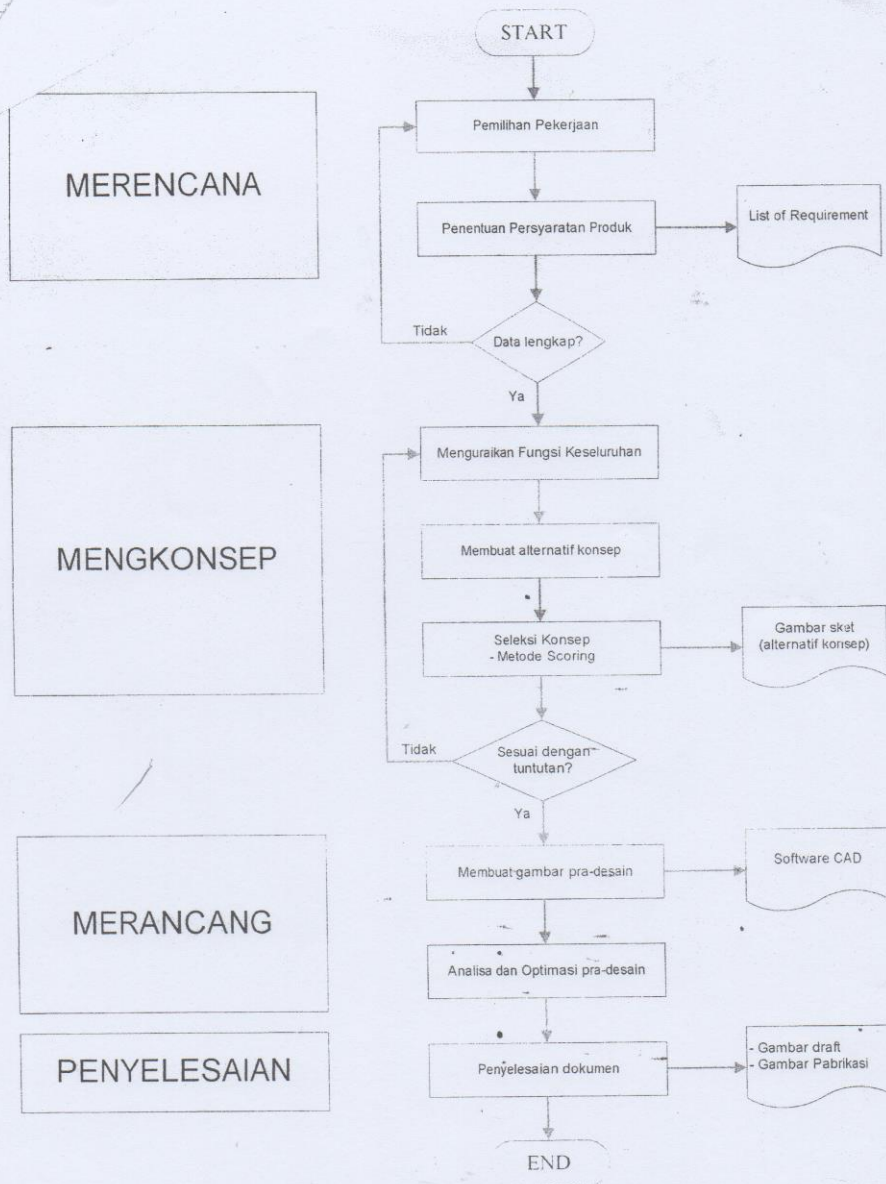 START
MERENCANA
Pemilihan Pekerjaan
Penentuan Persyaratan Produk
List of Requirement
Tidak
Data lengkap?
Ya
MENGKONSEP
Menguraikan Fungsi Keseluruhan
Membuat alternatif konsep
Seleksi Konsep
- Metode Scoring
Gambar sket
(alternatif konsep)
Tidak
Sesuai dengan
tuntutan?
Ya
MERANCANG
Membuat gambar pra-desain
Software CAD
Analisa dan Optimasi pra-desain
PENYELESAIAN
Penyelesaian dokumen
- Gambar draft
- Gambar Pabrikasi
END